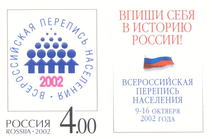 ВСЕРОССИЙСКАЯ ПЕРЕПИСЬ НАСЕЛЕНИЯ
2002
РОССИЯ
ROSSIIA · 2002
4.00
ВПИШИ СЕБЯ
В ИСТОРИЮ
РОССИИ!
ВСЕРОССИЙСКАЯ
ПЕРЕПИСЬ
НАСЕЛЕНИЯ
9-16 ОКТЯБРЯ
2002 ГОДА